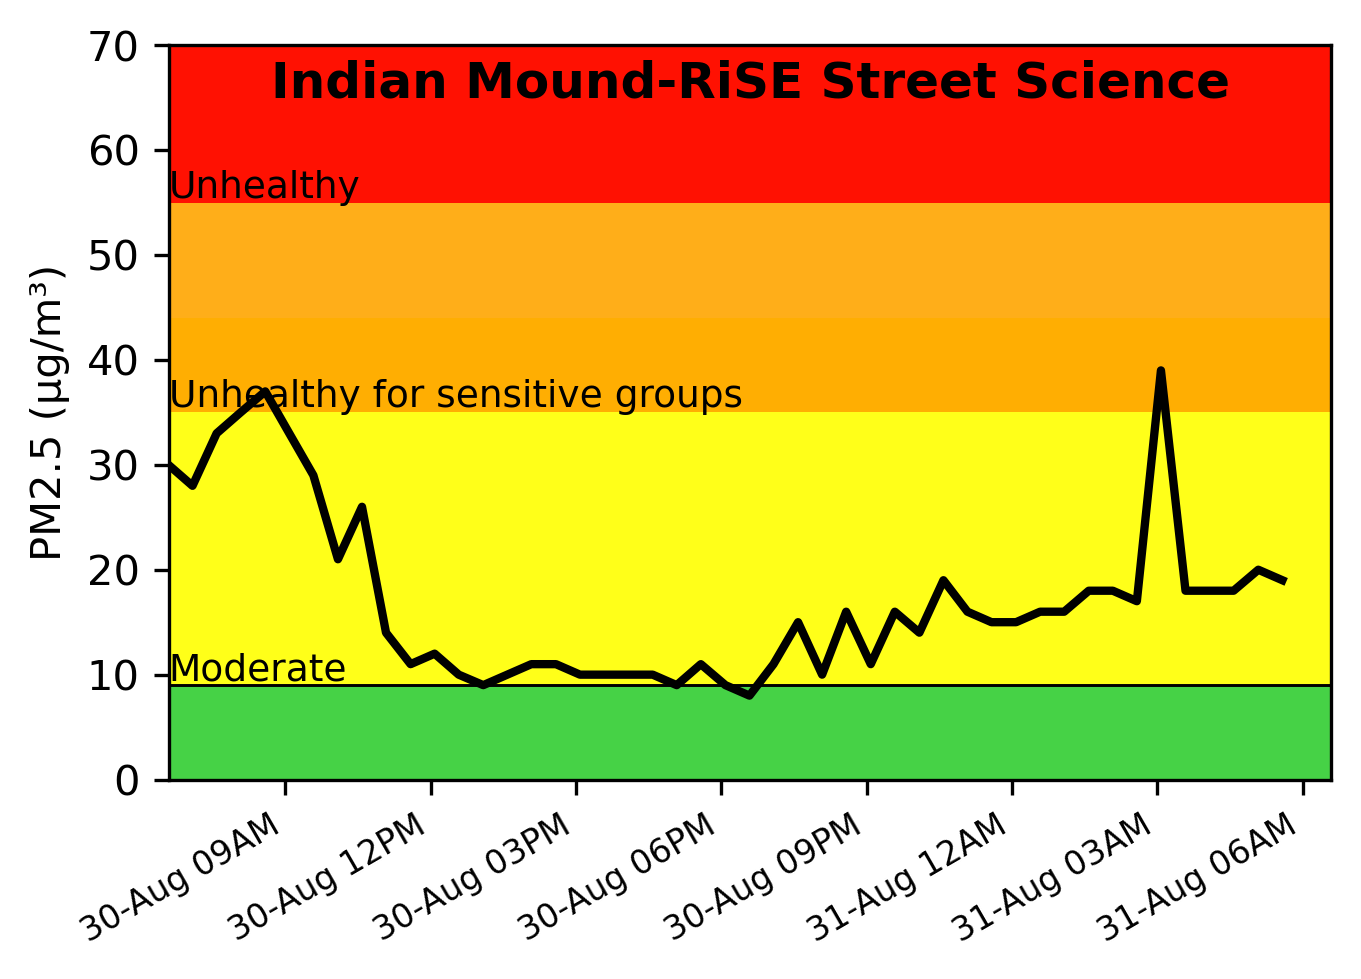 Indian Mound-RiSE Street Science
PM2.5 (µg/m³)
70
60
50
40
30
20
10
0
Unhealthy
Unhealthy for sensitive groups
Moderate
30-Aug 09AM
30-Aug 12PM
30-Aug 03PM
30-Aug 06PM
30-Aug 09PM
31-Aug 12AM
31-Aug 03AM
31-Aug 06AM